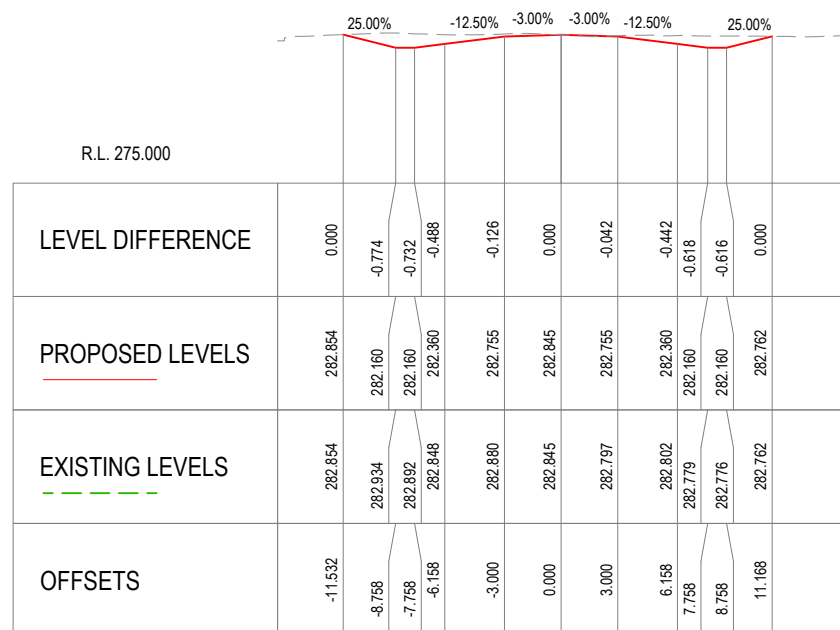 25.00% -12.50% -3.00% -3.00% -12.50% 25.00%
R.L. 275.000
LEVEL DIFFERENCE 0.000 -0.774 -0.732 -0.488 -0.126 0.000 -0.042 -0.442 -0.618 -0.616 0.000
PROPOSED LEVELS 282.854 282.160 282.160 282.360 282.755 282.845 282.755 282.360 282.160 282.160 282.762
EXISTING LEVELS 282.854 282.934 282.892 282.848 282.880 282.845 282.797 282.802 282.779 282.776 282.762
OFFSETS -11.532 -8.758 -7.758 -6.158 -3.000 0.000 3.000 6.158 7.758 8.758 11.168